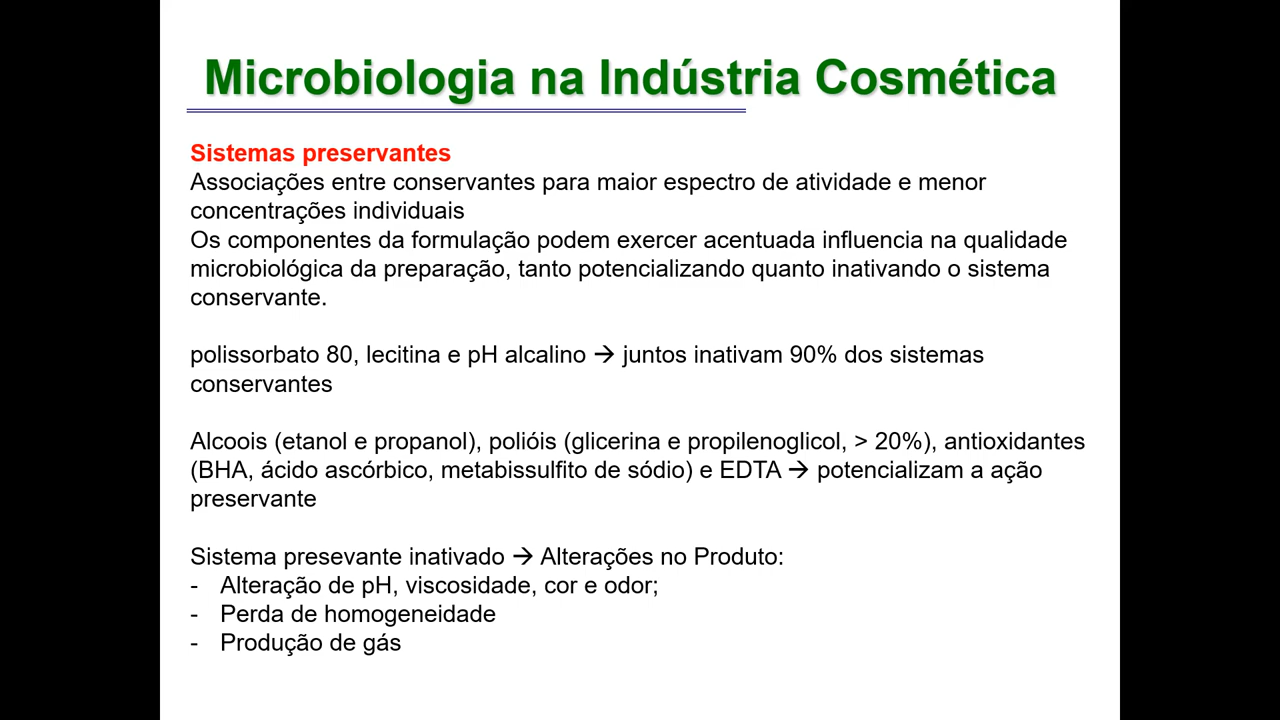 Microbiologia na Indústria Cosmética
Sistemas preservantes
Associações entre conservantes para maior espectro de atividade e menor
concentrações individuais
Os componentes da formulação podem exercer acentuada influencia na qualidade
microbiológica da preparação, tanto potencializando quanto inativando o sistema
conservante.
polissorbato 80, lecitina e pH alcalino → juntos inativam 90% dos sistemas
conservantes
Alcoois (etanol e propanol), polióis (glicerina e propilenoglicol, > 20%), antioxidantes
(BHA, ácido ascórbico, metabissulfito de sódio) e EDTA → potencializam a ação
preservante
Sistema presevante inativado → Alterações no Produto:
- Alteração de pH, viscosidade, cor e odor;
- Perda de homogeneidade
- Produção de gás